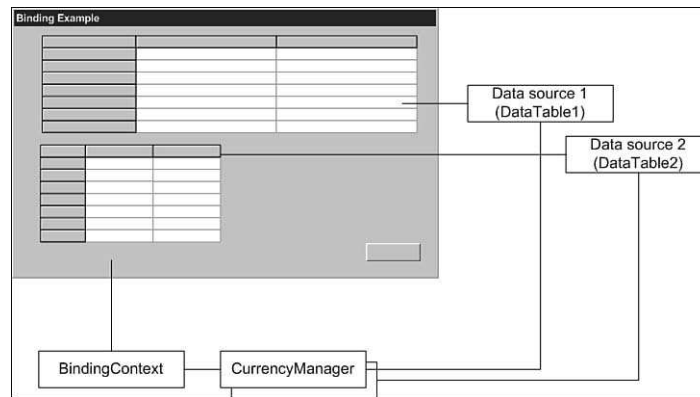 Binding Example
Data source 1
(DataTable1)
Data source 2
(DataTable2)
BindingContext
CurrencyManager